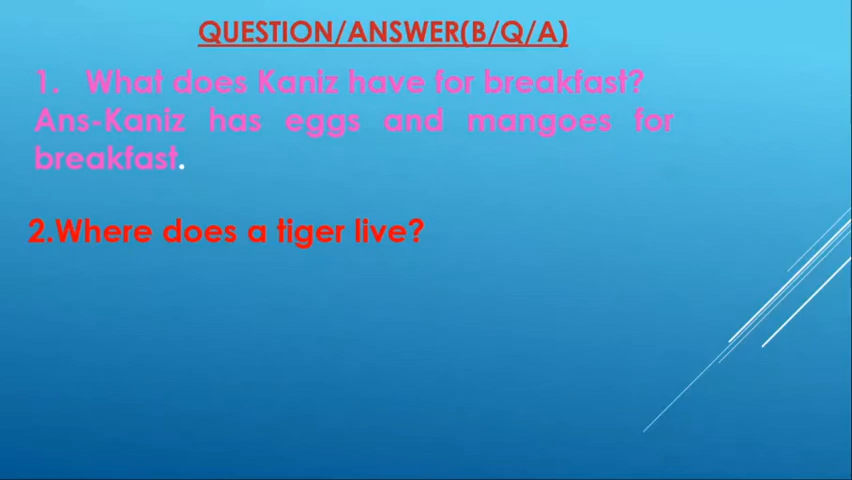 QUESTION/ANSWER(B/Q/A)
1. What does Kaniz have for breakfast?
Ans-Kaniz has eggs and mangoes for
breakfast.
2.Where does a tiger live?